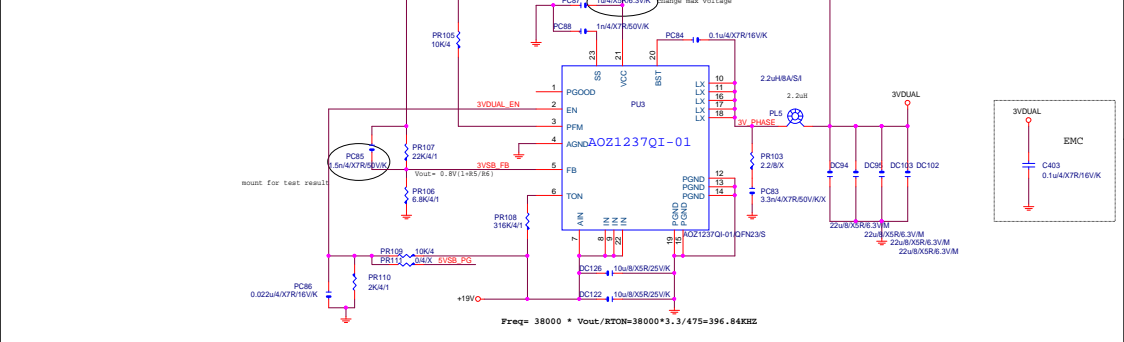 PC87
1u/4/X5R/6.3V/K
change max voltage
PC88
1n/4/X7R/50V/K
PC84
0.1u/4/X7R/16V/K
PR105
10K/4
23
21
20
SS
VCC
BST
1
PGOOD
2
EN
3
PFM
4
AGND
5
FB
6
TON
PU3
AOZ1237QI-01
LX
10
LX
11
LX
16
LX
17
LX
18
PGND
12
PGND
13
PGND
14
AIN
IN
IN
IN
PGND
PGND
7
8
9
22
19
15
AOZ1237QI-01/QFN23/S
3VDUAL_EN
3VSB_FB
Vout= 0.8V(1+R5/R6)
PC85
1.5n/4/X7R/50V/K
mount for test result
PR107
22K/4/1
PR106
6.8K/4/1
PR108
316K/4/1
2.2uH/8A/S/I
2.2uH
PL5
3V_PHASE
3VDUAL
PR103
2.2/8/X
PC83
3.3n/4/X7R/50V/K/X
DC94
DC95
DC103
DC102
22u/8/X5R/6.3V/M
22u/8/X5R/6.3V/M
22u/8/X5R/6.3V/M
22u/8/X5R/6.3V/M
3VDUAL
EMC
C403
0.1u/4/X7R/16V/K
PR109
10K/4
PR111
0/4/X
5VSB_PG
PR110
2K/4/1
PC86
0.022u/4/X7R/16V/K
DC126
10u/8/X5R/25V/K
DC122
10u/8/X5R/25V/K
+19V
Freq= 38000 * Vout/RTON=38000*3.3/475=396.84KHZ